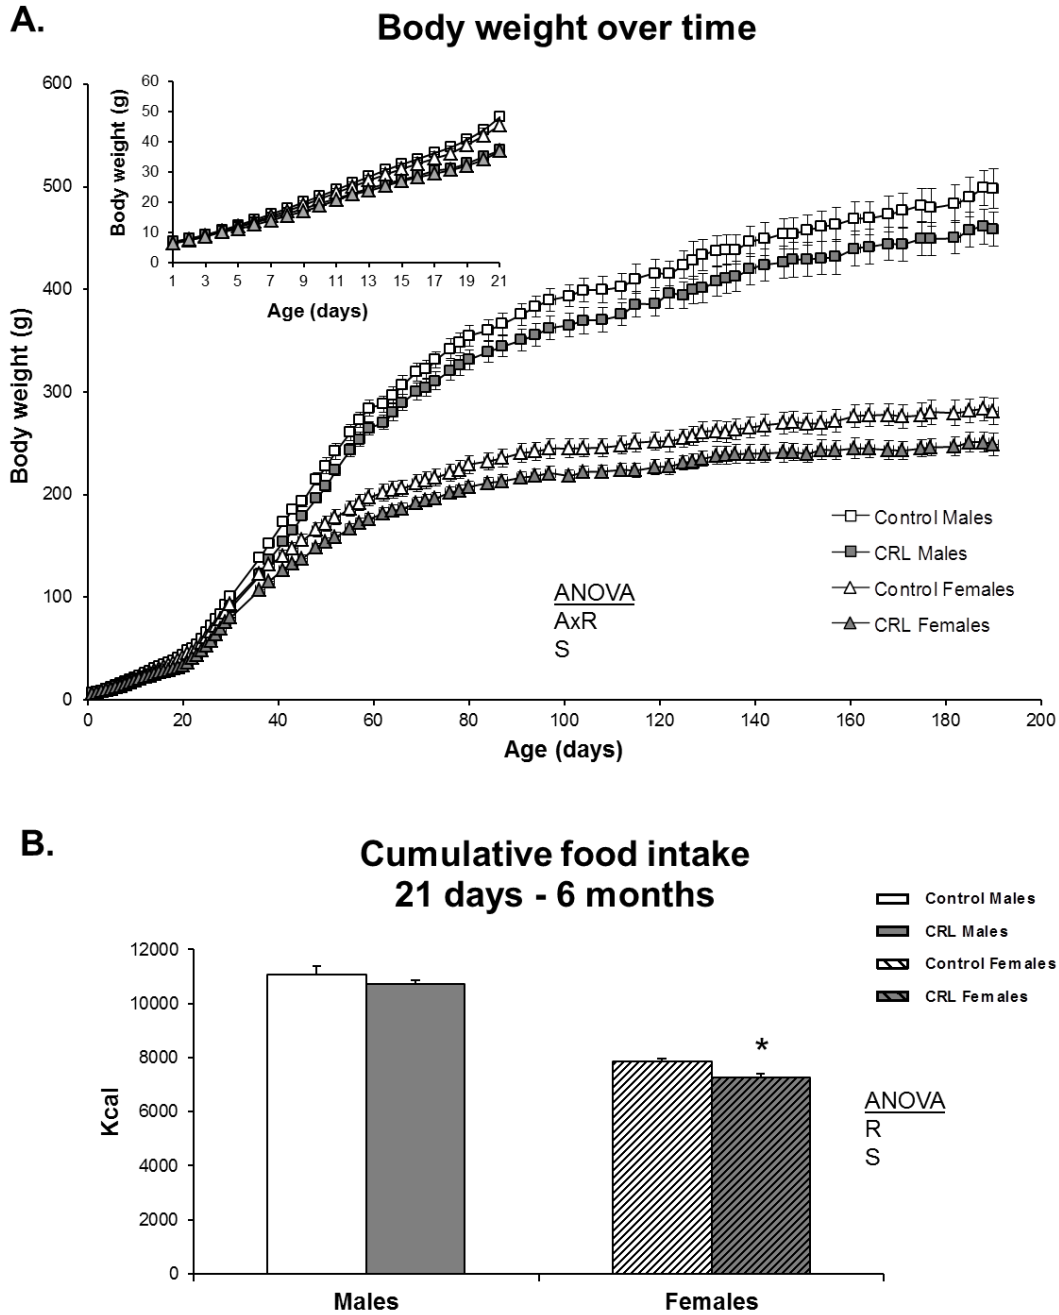 A.
Body weight over time
Body weight (g)
600
500
400
300
200
100
0
Body weight (g)
60
50
40
30
20
10
0
1 3 5 7 9 11 13 15 17 19 21
Age (days)
Control Males
CRL Males
Control Females
CRL Females
ANOVA
AxR
S
0 20 40 60 80 100 120 140 160 180 200
Age (days)
B.
Cumulative food intake
21 days - 6 months
Control Males
CRL Males
Control Females
CRL Females
Kcal
12000
10000
8000
6000
4000
2000
0
*
ANOVA
R
S
Males Females